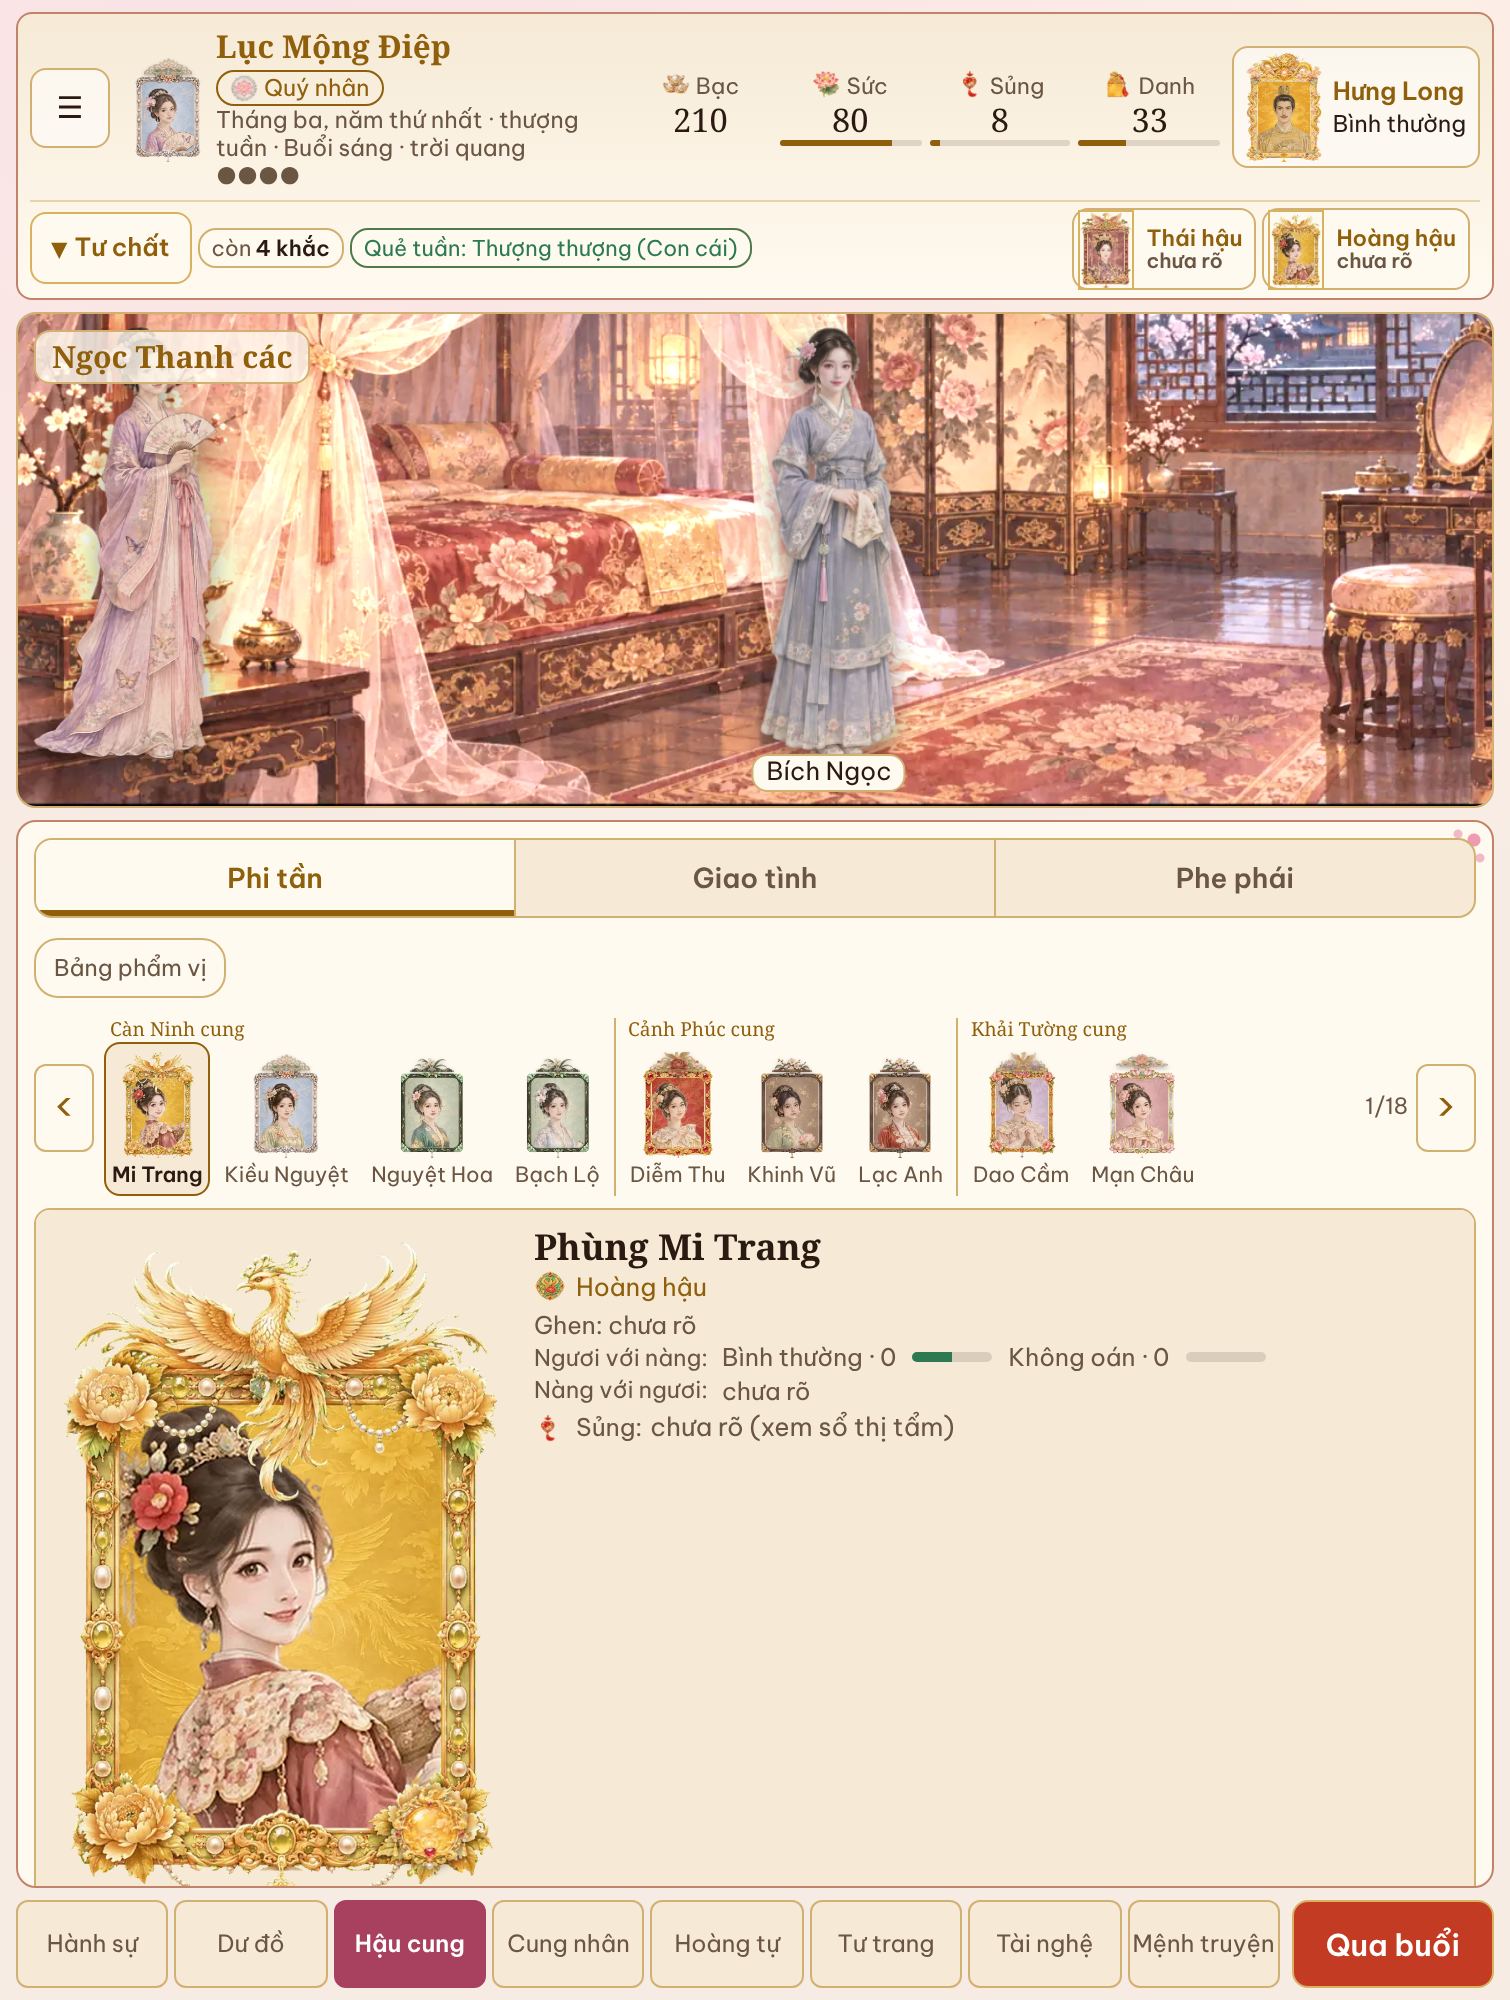 ☰
Lục Mộng Điệp
Quý nhân
Tháng ba, năm thứ nhất · thượng
tuần · Buổi sáng · trời quang
Bạc
210
Sức
80
Sủng
8
Danh
33
Hưng Long
Bình thường
▼ Tư chất
còn 4 khắc
Quẻ tuần: Thượng thượng (Con cái)
Thái hậu
chưa rõ
Hoàng hậu
chưa rõ
Ngọc Thanh các
Bích Ngọc
Phi tần
Giao tình
Phe phái
Bảng phẩm vị
Càn Ninh cung
Cảnh Phúc cung
Khải Tường cung
‹
Mi Trang
Kiều Nguyệt
Nguyệt Hoa
Bạch Lộ
Diễm Thu
Khinh Vũ
Lạc Anh
Dao Cầm
Mạn Châu
1/18
›
Phùng Mi Trang
Hoàng hậu
Ghen: chưa rõ
Ngươi với nàng: Bình thường · 0 Không oán · 0
Nàng với ngươi: chưa rõ
Sủng: chưa rõ (xem sổ thị tẩm)
Hành sự
Dư đồ
Hậu cung
Cung nhân
Hoàng tự
Tư trang
Tài nghệ
Mệnh truyện
Qua buổi